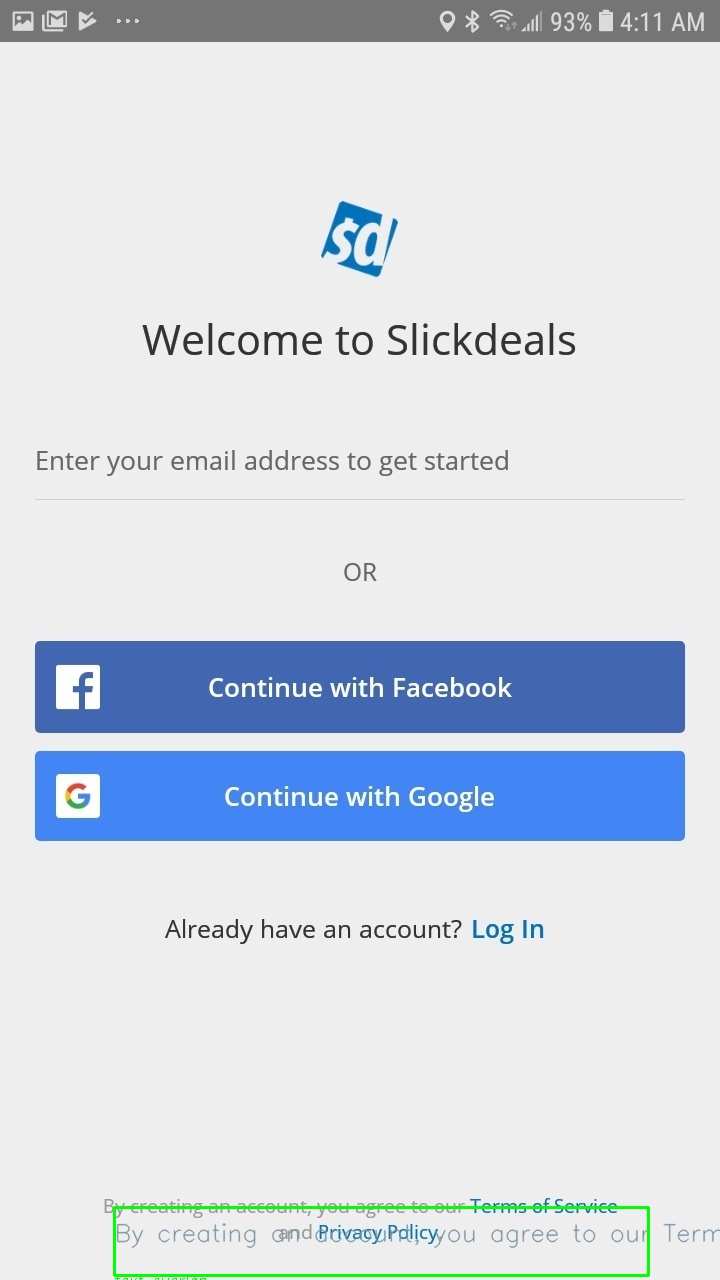 93% 4:11 AM
sd
Welcome to Slickdeals
Enter your email address to get started
OR
Continue with Facebook
Continue with Google
Already have an account? Log In
By creating an account, you agree to our Terms of Service
and Privacy Policy
By creating an account, you agree to our Term